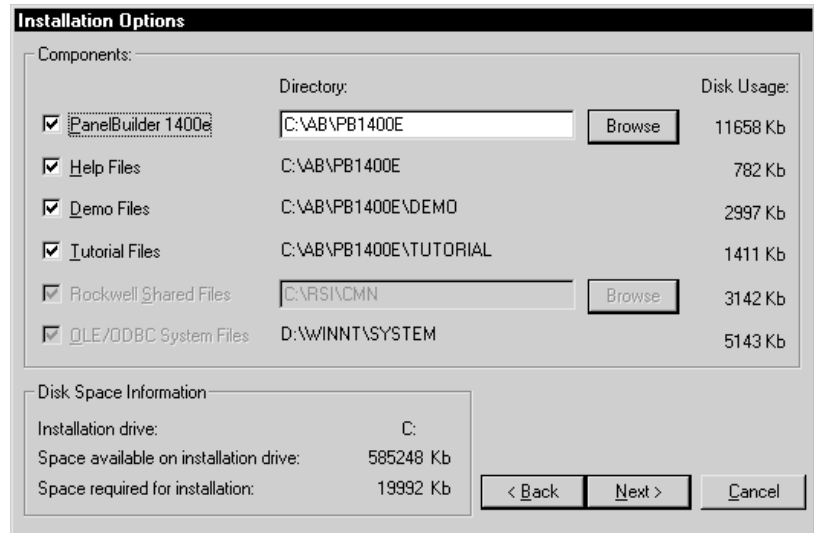 Installation Options
Components:
Directory: Disk Usage:
PanelBuilder 1400e C:\AB\PB1400E Browse 11658 Kb
Help Files C:\AB\PB1400E 782 Kb
Demo Files C:\AB\PB1400E\DEMO 2997 Kb
Tutorial Files C:\AB\PB1400E\TUTORIAL 1411 Kb
Rockwell Shared Files C:\RSI\CMN Browse 3142 Kb
OLE/ODBC System Files D:\WINNT\SYSTEM 5143 Kb
Disk Space Information
Installation drive: C:
Space available on installation drive: 585248 Kb
Space required for installation: 19992 Kb
< Back Next > Cancel